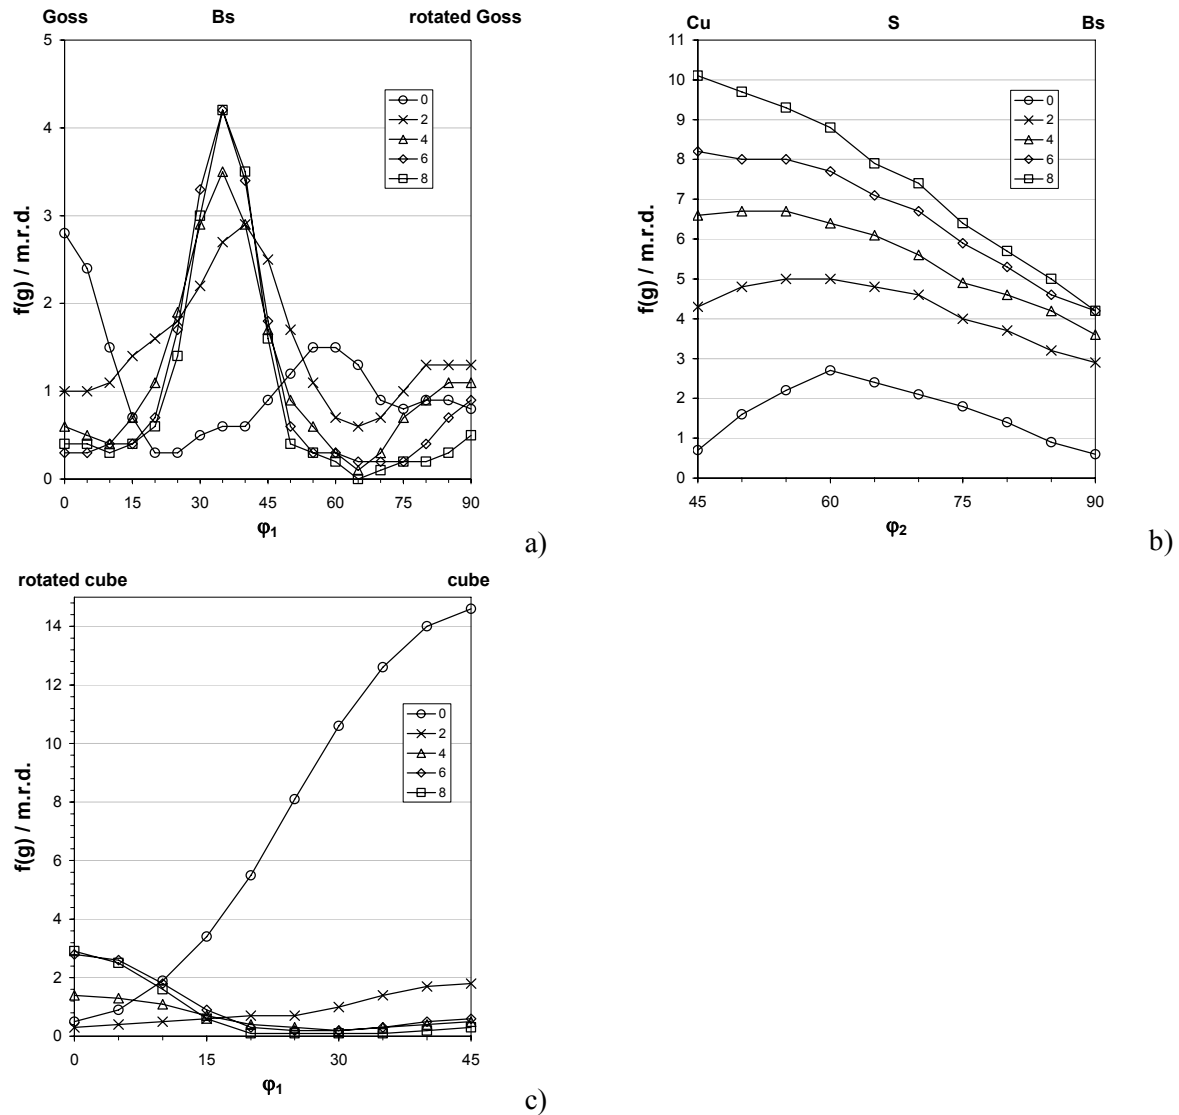 Goss Bs rotated Goss
5
4
3
2
1
0
f(g) / m.r.d.
0
2
4
6
8
0 15 30 45 60 75 90
φ1
a)
Cu S Bs
11
10
9
8
7
6
5
4
3
2
1
0
f(g) / m.r.d.
0
2
4
6
8
45 60 75 90
φ2
b)
rotated cube cube
14
12
10
8
6
4
2
0
f(g) / m.r.d.
0
2
4
6
8
0 15 30 45
φ1
c)